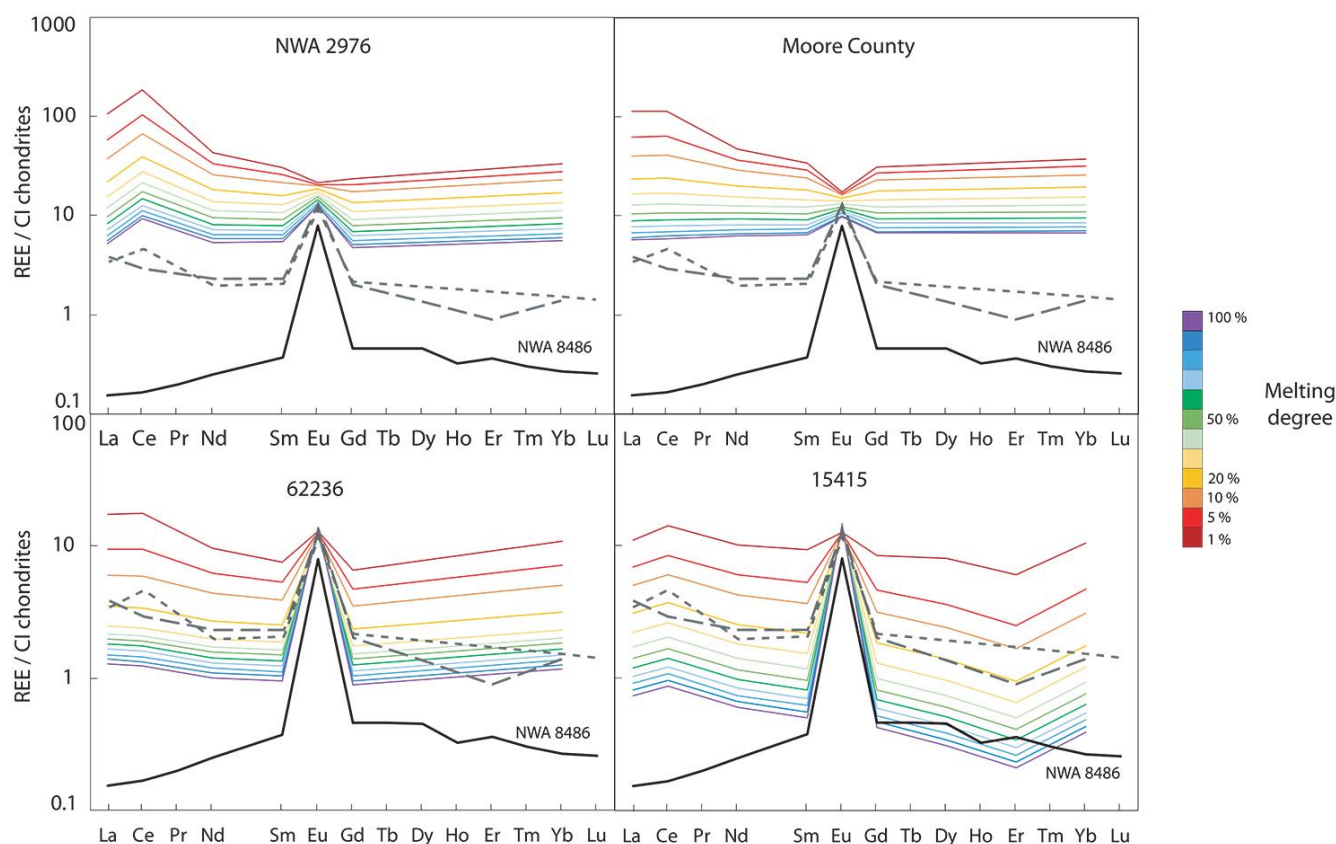 1000
NWA 2976
Moore County
100
REE / CI chondrites
10
1
NWA 8486
NWA 8486
0.1
La Ce Pr Nd Sm Eu Gd Tb Dy Ho Er Tm Yb Lu
La Ce Pr Nd Sm Eu Gd Tb Dy Ho Er Tm Yb Lu
100
62236
15415
REE / CI chondrites
10
1
NWA 8486
NWA 8486
0.1
La Ce Pr Nd Sm Eu Gd Tb Dy Ho Er Tm Yb Lu
La Ce Pr Nd Sm Eu Gd Tb Dy Ho Er Tm Yb Lu
100 %
50 %
20 %
10 %
5 %
1 %
Melting
degree